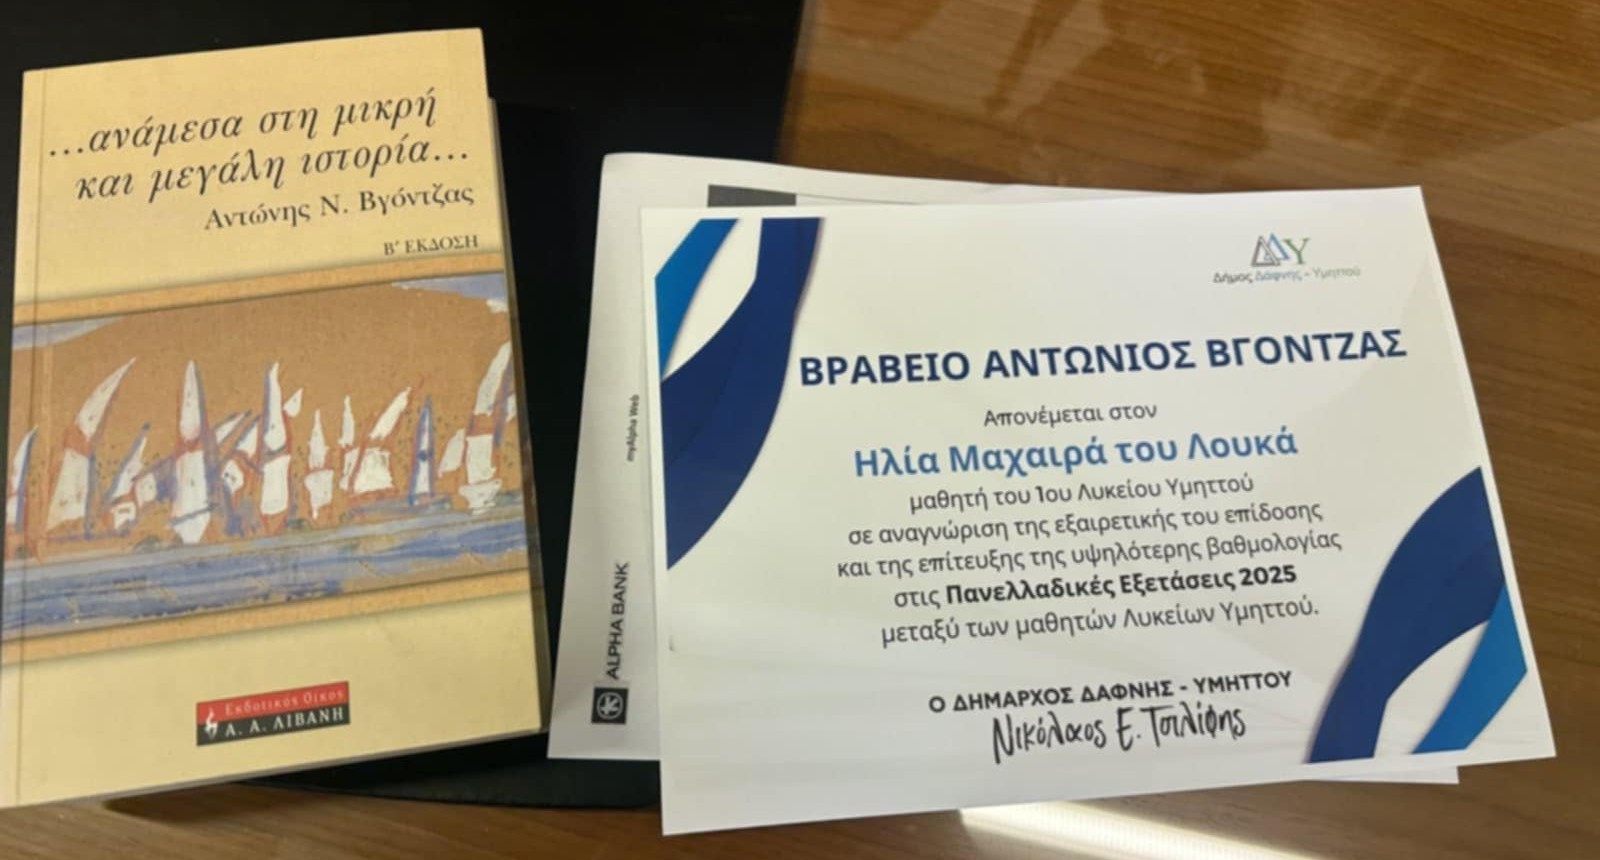 ...ανάμεσα στη μικρή
και μεγάλη ιστορία...
Αντώνης Ν. Βγόντζας
Β' ΕΚΔΟΣΗ
Εκδοτικός Οίκος
Α. Α. ΛΙΒΑΝΗ
myAlpha Web
ALPHA BANK
ΔΔΥ
Δήμος Δάφνης - Υμηττού
ΒΡΑΒΕΙΟ ΑΝΤΩΝΙΟΣ ΒΓΟΝΤΖΑΣ
Απονέμεται στον
Ηλία Μαχαιρά του Λουκά
μαθητή του 1ου Λυκείου Υμηττού
σε αναγνώριση της εξαιρετικής του επίδοσης
και της επίτευξης της υψηλότερης βαθμολογίας
στις Πανελλαδικές Εξετάσεις 2025
μεταξύ των μαθητών Λυκείων Υμηττού.
Ο ΔΗΜΑΡΧΟΣ ΔΑΦΝΗΣ - ΥΜΗΤΤΟΥ
Νικόλαος Ε. Τσιλίφης